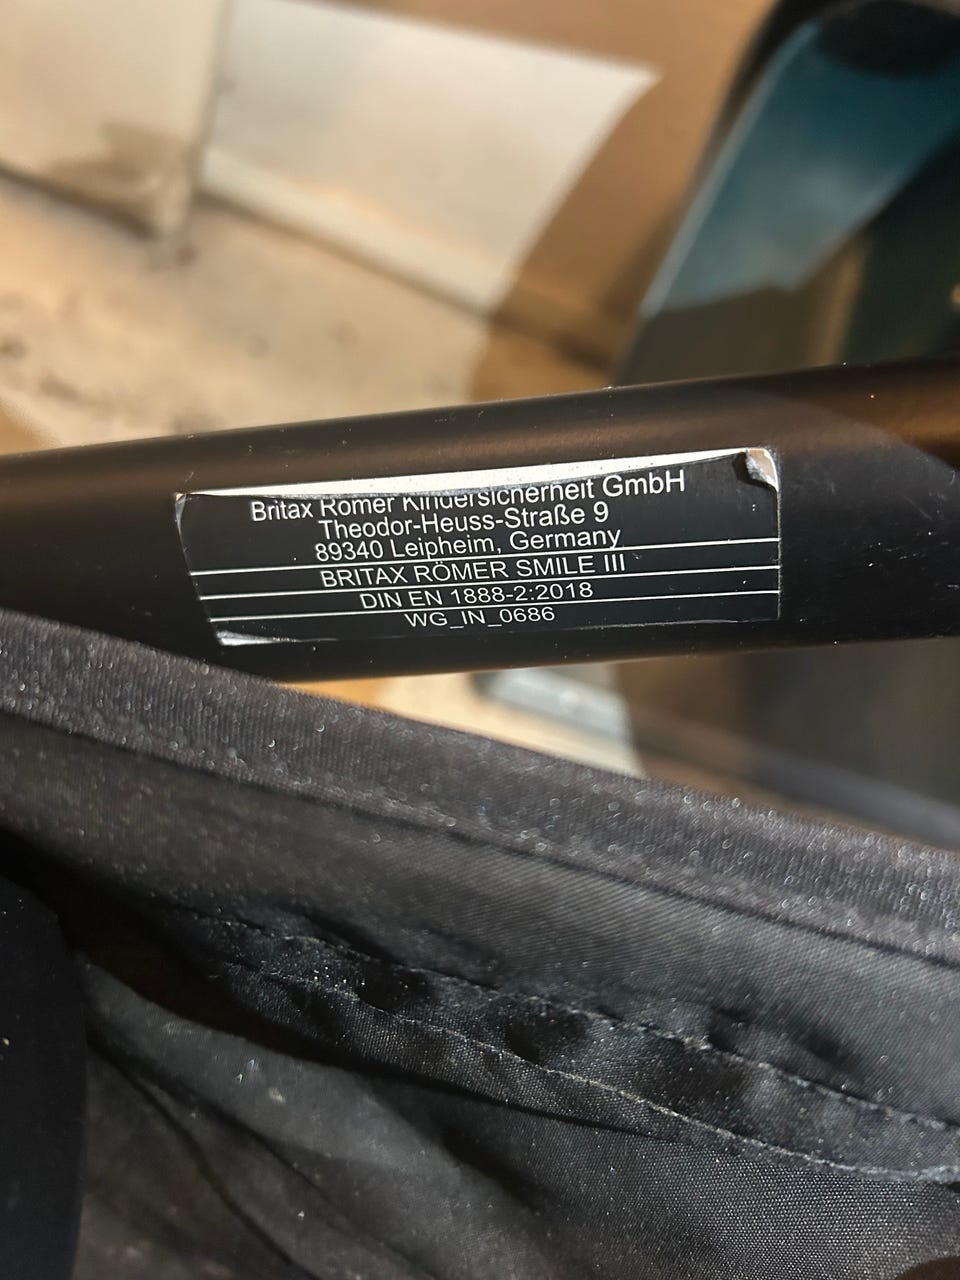 Britax Römer Kindersicherheit GmbH
Theodor-Heuss-Straße 9
89340 Leipheim, Germany
BRITAX RÖMER SMILE III
DIN EN 1888-2:2018
WG_IN_0686